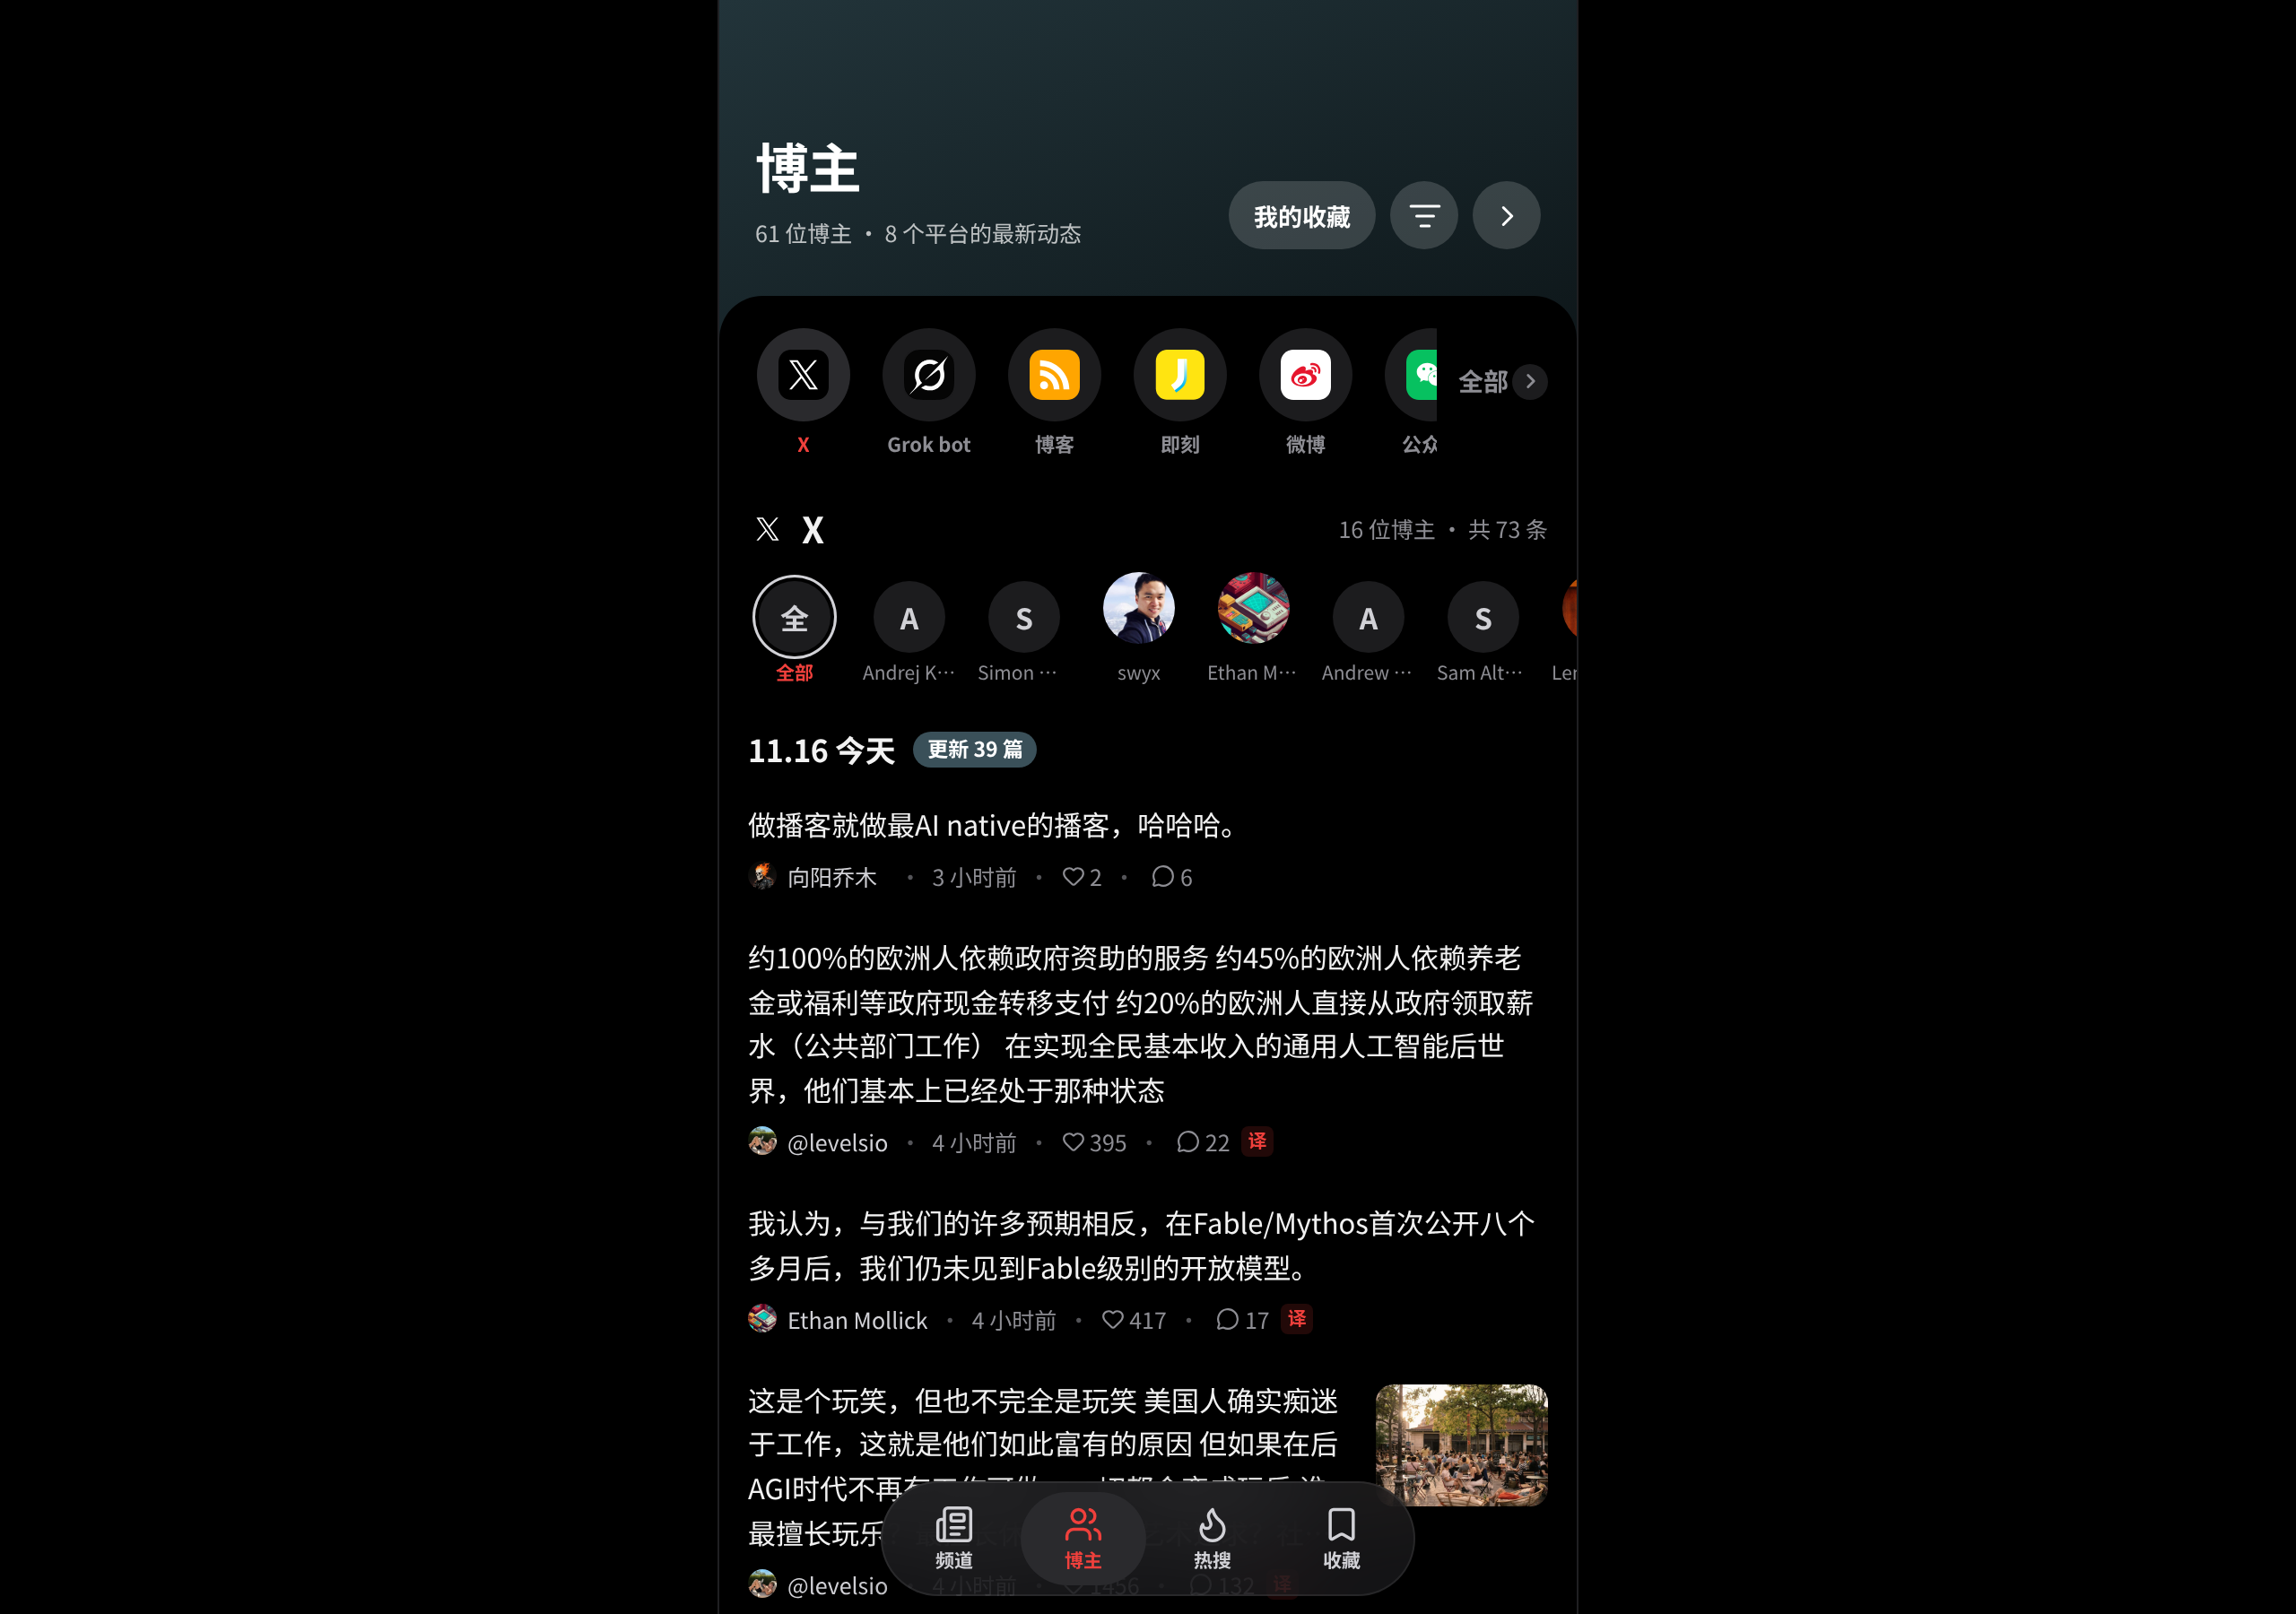 博主
61 位博主 · 8 个平台的最新动态
我的收藏
X
Grok bot
博客
即刻
微博
公众
全部
X
16 位博主 · 共 73 条
全
A
S
A
S
全部
Andrej K…
Simon …
swyx
Ethan M…
Andrew …
Sam Alt…
Ler
11.16 今天
更新 39 篇
做播客就做最AI native的播客，哈哈哈。
向阳乔木 · 3 小时前 · 2 · 6
约100%的欧洲人依赖政府资助的服务 约45%的欧洲人依赖养老
金或福利等政府现金转移支付 约20%的欧洲人直接从政府领取薪
水（公共部门工作） 在实现全民基本收入的通用人工智能后世
界，他们基本上已经处于那种状态
@levelsio · 4 小时前 · 395 · 22 译
我认为，与我们的许多预期相反，在Fable/Mythos首次公开八个
多月后，我们仍未见到Fable级别的开放模型。
Ethan Mollick · 4 小时前 · 417 · 17 译
这是个玩笑，但也不完全是玩笑 美国人确实痴迷
于工作，这就是他们如此富有的原因 但如果在后
AGI时代不再有
最擅长玩乐
@levelsio 4 小时前 · 1456 · 132 译
频道
博主
热搜
收藏